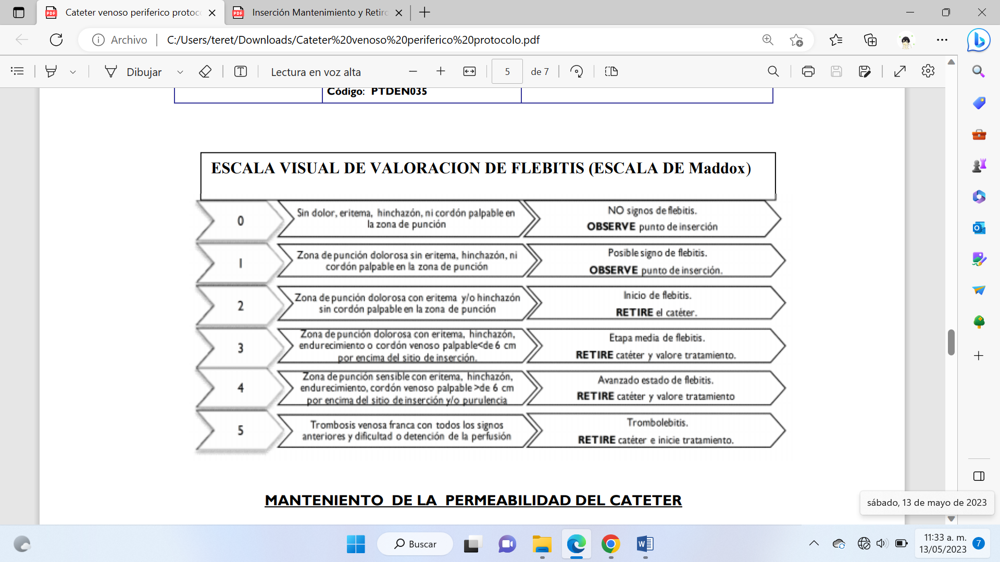 Cateter venoso periferico protoc
Inserción Mantenimiento y Retiro
Archivo
C:/Users/teret/Downloads/Cateter%20venoso%20periferico%20protocolo.pdf
Dibujar
Lectura en voz alta
5
de 7
Código: PTDEN035
ESCALA VISUAL DE VALORACION DE FLEBITIS (ESCALA DE Maddox)
0
Sin dolor, eritema, hinchazón, ni cordón palpable en
la zona de punción
NO signos de flebitis.
OBSERVE punto de inserción
1
Zona de punción dolorosa sin eritema, hinchazón, ni
cordón palpable en la zona de punción
Posible signo de flebitis.
OBSERVE punto de inserción.
2
Zona de punción dolorosa con eritema y/o hinchazón
sin cordón palpable en la zona de punción
Inicio de flebitis.
RETIRE el catéter.
3
Zona de punción dolorosa con eritema, hinchazón,
endurecimiento o cordón venoso palpable<de 6 cm
por encima del sitio de inserción.
Etapa media de flebitis.
RETIRE catéter y valore tratamiento.
4
Zona de punción sensible con eritema, hinchazón,
endurecimiento, cordón venoso palpable >de 6 cm
por encima del sitio de inserción y/o purulencia
Avanzado estado de flebitis.
RETIRE catéter y valore tratamiento
5
Trombosis venosa franca con todos los signos
anteriores y dificultad o detención de la perfusión
Trombolebitis.
RETIRE catéter e inicie tratamiento.
MANTENIENTO DE LA PERMEABILIDAD DEL CATETER
sábado, 13 de mayo de 2023
Buscar
11:33 a. m.
13/05/2023
7